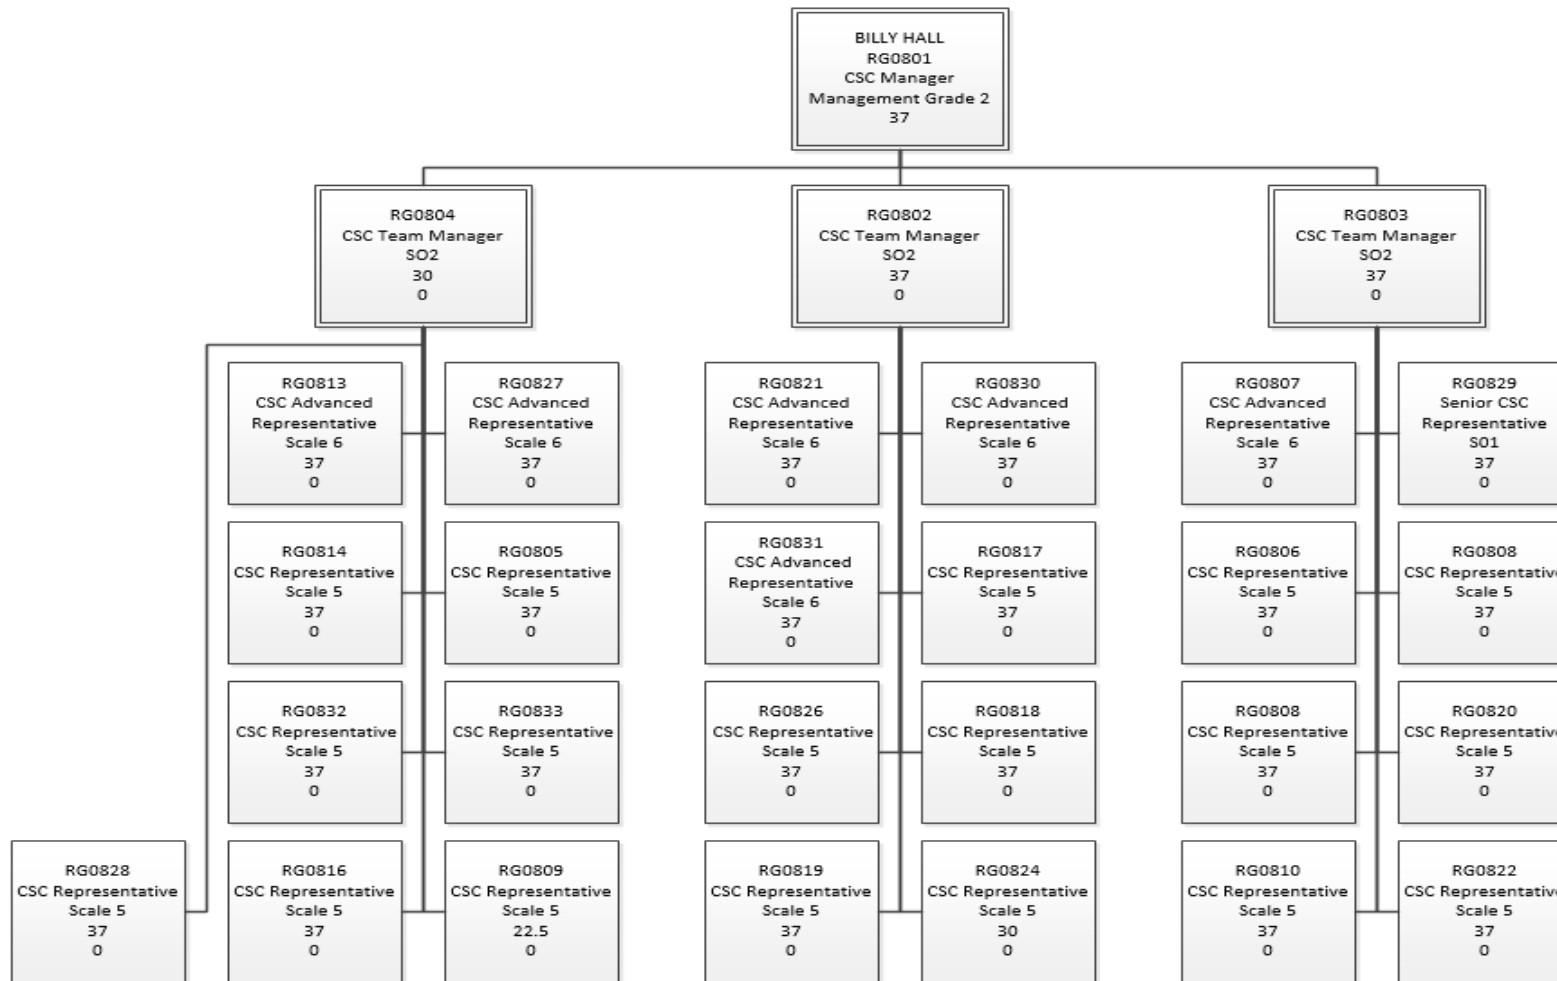 BILLY HALL
RG0801
CSC Manager
Management Grade 2
37
RG0804
CSC Team Manager
SO2
30
0
RG0802
CSC Team Manager
SO2
37
0
RG0803
CSC Team Manager
SO2
37
0
RG0813
CSC Advanced
Representative
Scale 6
37
0
RG0827
CSC Advanced
Representative
Scale 6
37
0
RG0821
CSC Advanced
Representative
Scale 6
37
0
RG0830
CSC Advanced
Representative
Scale 6
37
0
RG0807
CSC Advanced
Representative
Scale  6
37
0
RG0829
Senior CSC
Representative
S01
37
0
RG0814
CSC Representative
Scale 5
37
0
RG0805
CSC Representative
Scale 5
37
0
RG0831
CSC Advanced
Representative
Scale 6
37
0
RG0817
CSC Representative
Scale 5
37
0
RG0806
CSC Representative
Scale 5
37
0
RG0808
CSC Representative
Scale 5
37
0
RG0832
CSC Representative
Scale 5
37
0
RG0833
CSC Representative
Scale 5
37
0
RG0826
CSC Representative
Scale 5
37
0
RG0818
CSC Representative
Scale 5
37
0
RG0808
CSC Representative
Scale 5
37
0
RG0820
CSC Representative
Scale 5
37
0
RG0828
CSC Representative
Scale 5
37
0
RG0816
CSC Representative
Scale 5
37
0
RG0809
CSC Representative
Scale 5
22.5
0
RG0819
CSC Representative
Scale 5
37
0
RG0824
CSC Representative
Scale 5
30
0
RG0810
CSC Representative
Scale 5
37
0
RG0822
CSC Representative
Scale 5
37
0